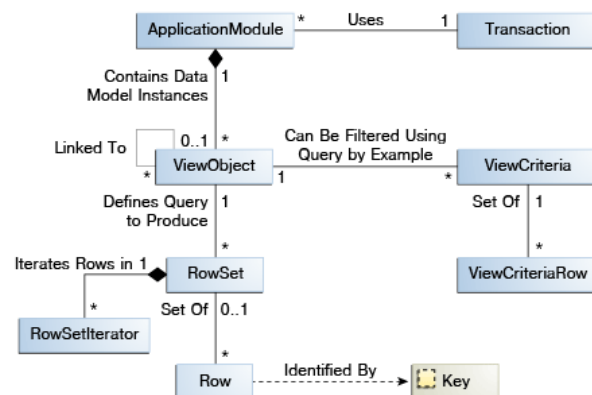 ApplicationModule
*
Uses
1
Transaction
Contains Data
Model Instances
1
Linked To
0..1
*
*
ViewObject
Can Be Filtered Using
Query by Example
1
*
ViewCriteria
Defines Query
to Produce
1
*
Set Of
1
*
ViewCriteriaRow
Iterates Rows in
1
RowSet
*
RowSetIterator
Set Of
0..1
*
Row
Identified By
Key